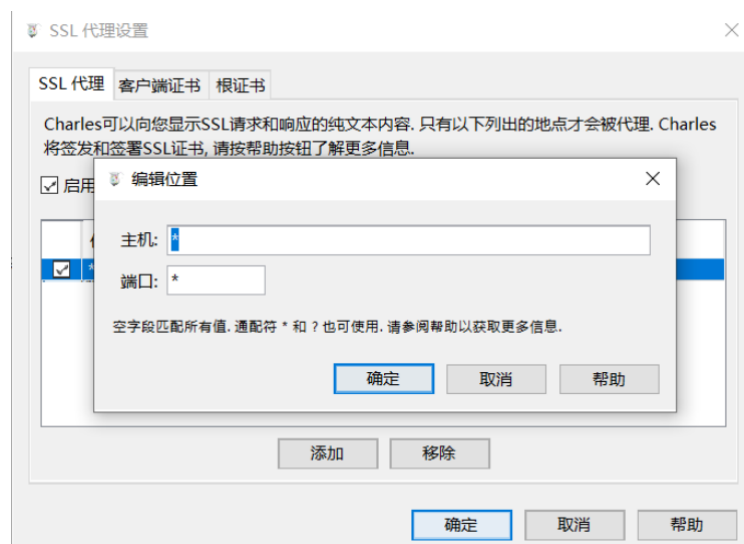 SSL 代理设置
SSL 代理 客户端证书 根证书
Charles可以向您显示SSL请求和响应的纯文本内容. 只有以下列出的地点才会被代理. Charles
将签发和签署SSL证书, 请按帮助按钮了解更多信息.
启用
编辑位置
主机: *
端口: *
空字段匹配所有值. 通配符 * 和 ? 也可使用. 请参阅帮助以获取更多信息.
确定 取消 帮助
添加 移除
确定 取消 帮助